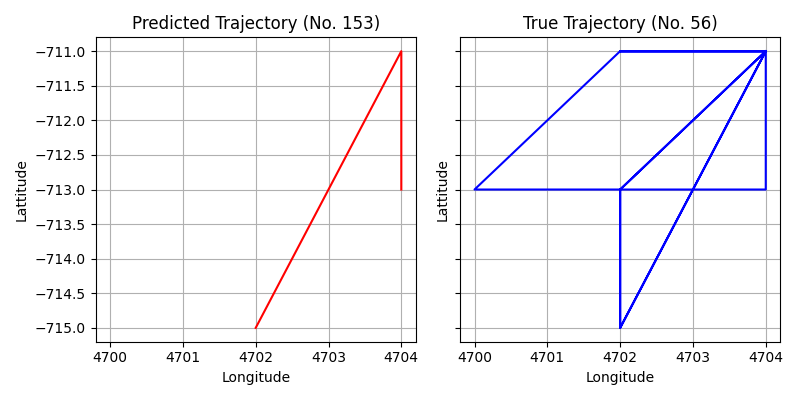 Predicted Trajectory (No. 153)
Lattitude
−711.0
−711.5
−712.0
−712.5
−713.0
−713.5
−714.0
−714.5
−715.0
4700 4701 4702 4703 4704
Longitude
True Trajectory (No. 56)
Lattitude
4700 4701 4702 4703 4704
Longitude